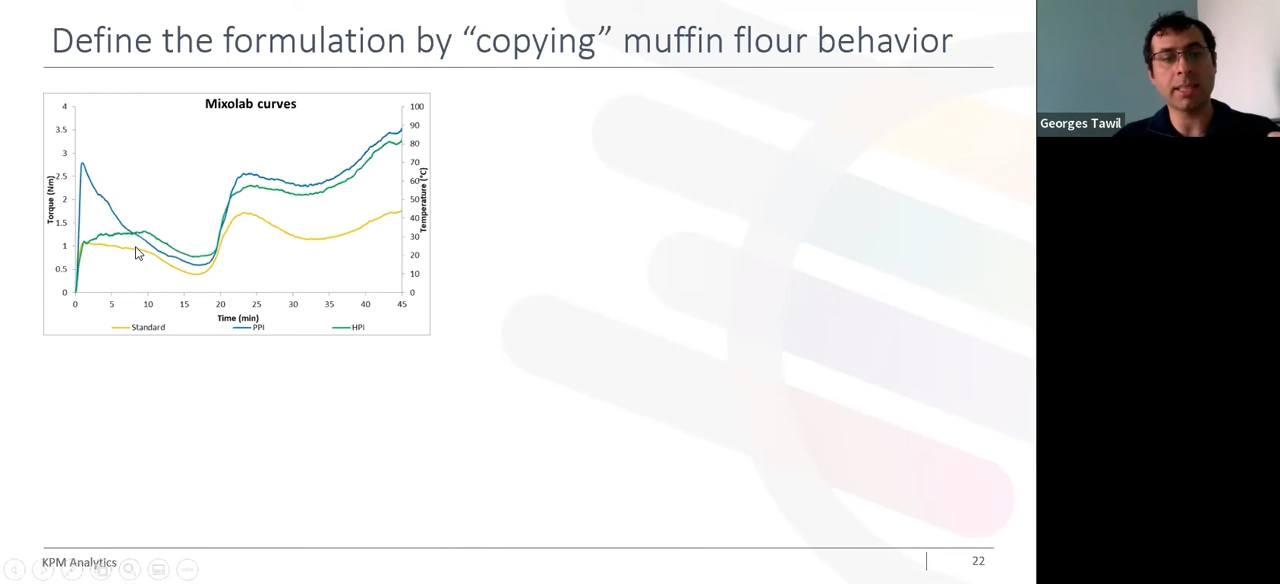 Define the formulation by “copying” muffin flour behavior
Georges Tawil
Mixolab curves
4
3.5
3
2.5
2
1.5
1
0.5
0
Torque (Nm)
100
90
80
70
60
50
40
30
20
10
0
Temperature (°C)
0 5 10 15 20 25 30 35 40 45
Time (min)
Standard PPI HPI
KPM Analytics
22